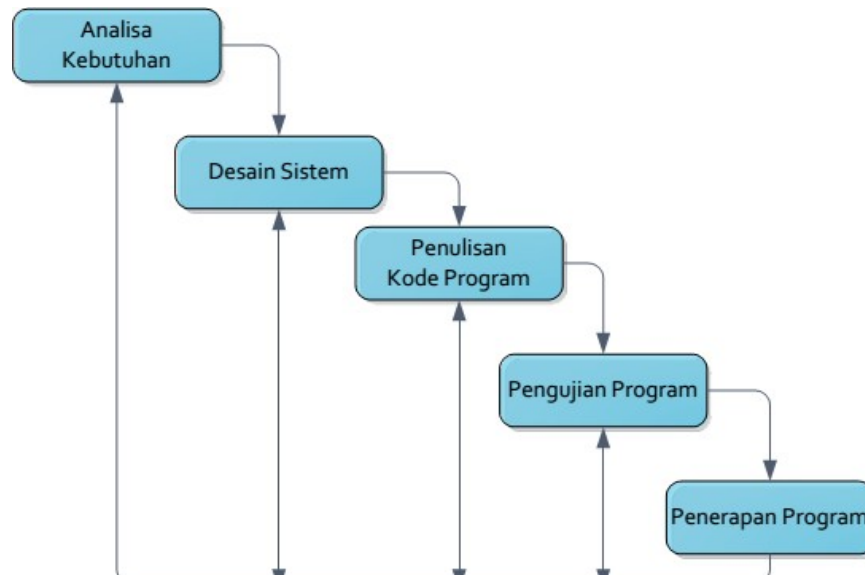 Analisa
Kebutuhan
Desain Sistem
Penulisan
Kode Program
Pengujian Program
Penerapan Program